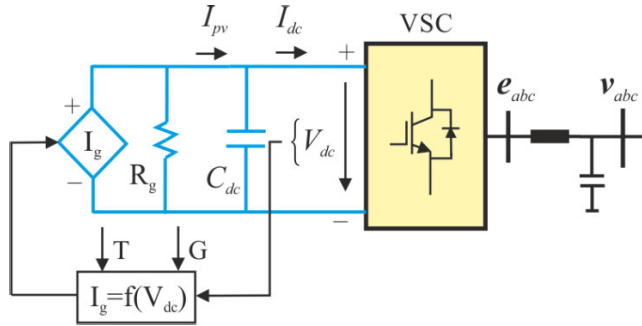 I_pv
I_dc
VSC
+
+
I_g
−
R_g
C_dc
{V_dc
−
e_abc
v_abc
T
G
I_g=f(V_dc)